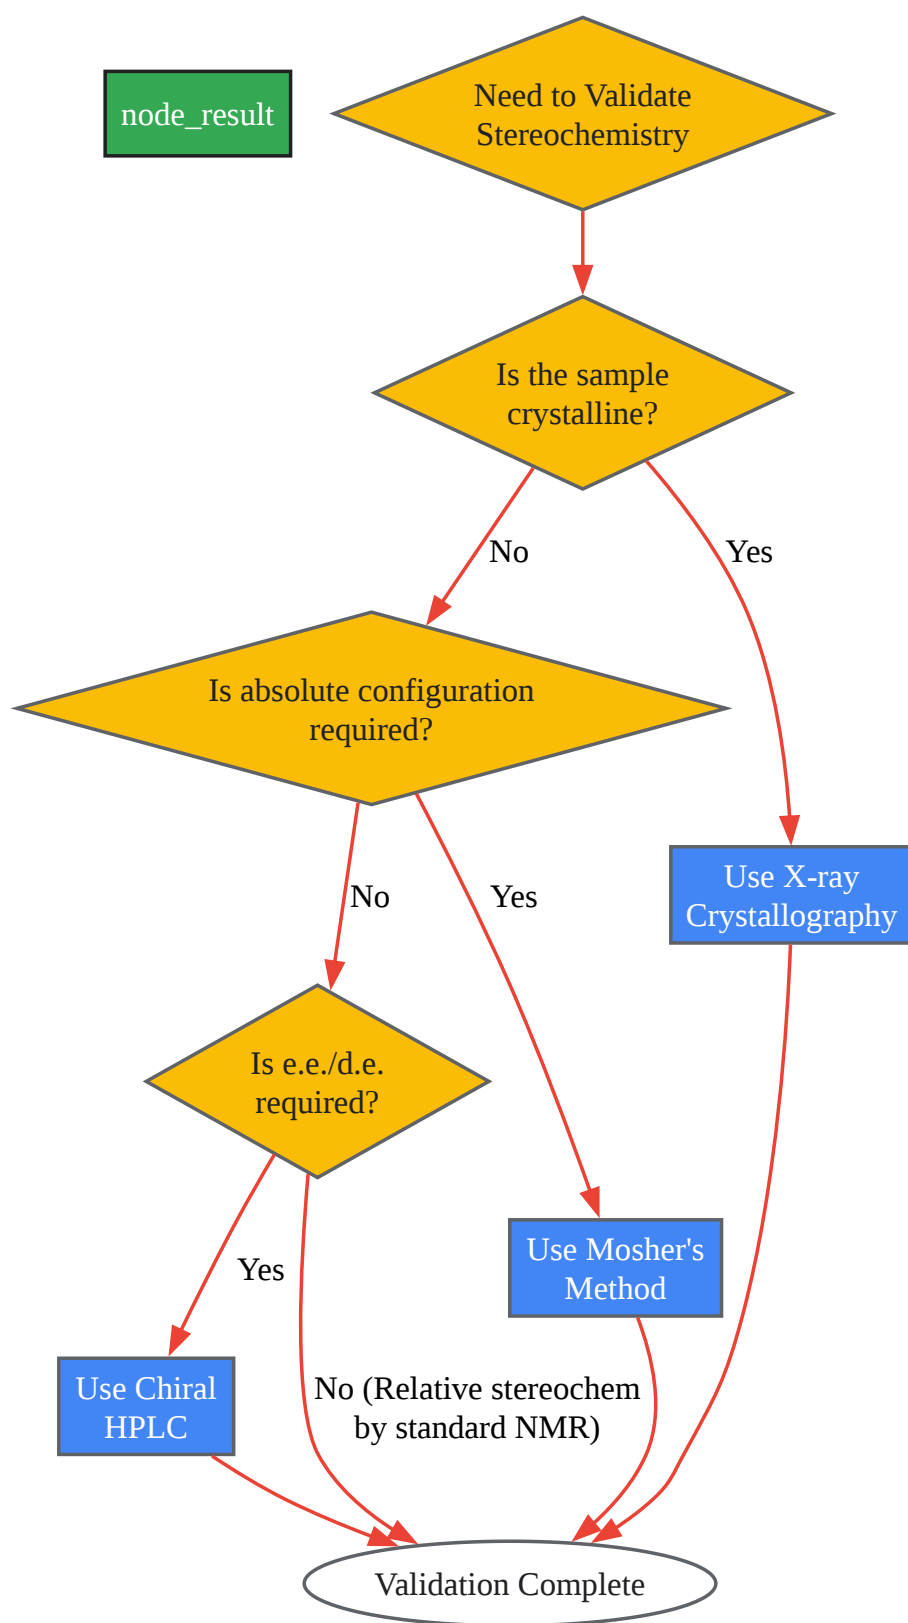 node_result
Need to Validate
Stereochemistry
Is the sample
crystalline?
No
Yes
Is absolute configuration
required?
Use X-ray
Crystallography
No
Yes
Is e.e./d.e.
required?
Use Mosher's
Method
Yes
Use Chiral
HPLC
No (Relative stereochem
by standard NMR)
Validation Complete